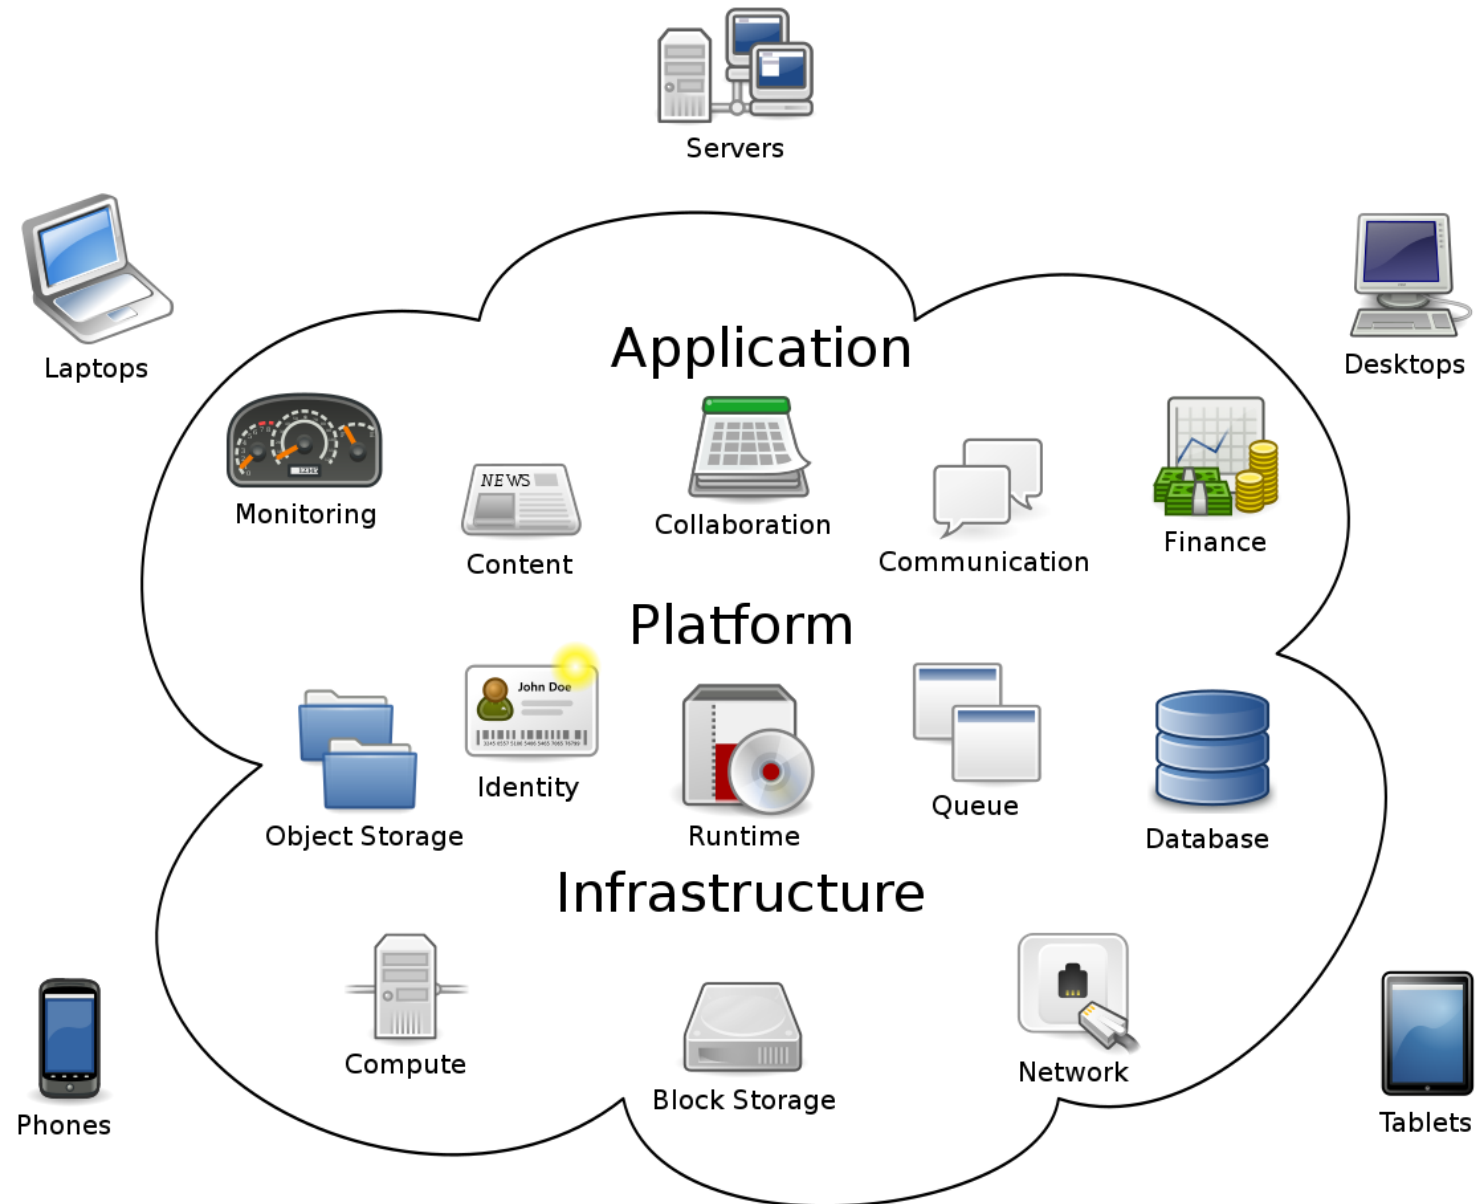 Servers
Laptops
Desktops
Application
Monitoring
NEWS
Content
Collaboration
Communication
Finance
Platform
John Doe
Object Storage
Identity
Runtime
Queue
Database
Infrastructure
Compute
Block Storage
Network
Phones
Tablets